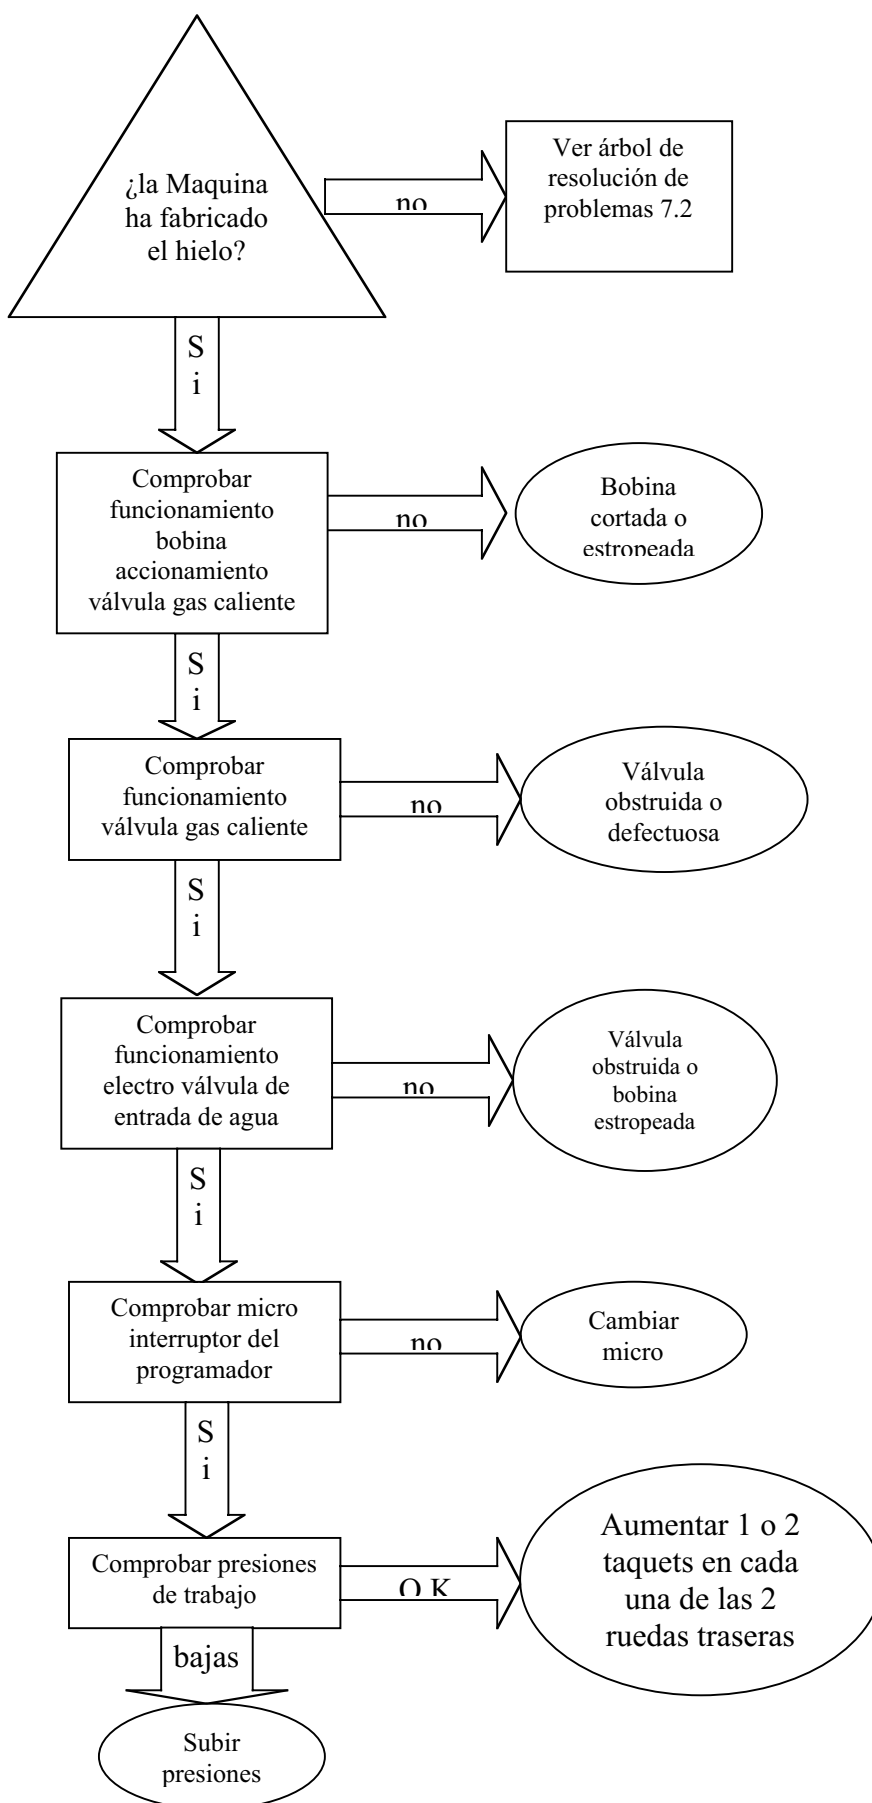 ¿la Maquina
ha fabricado
el hielo?
no
Ver árbol de
resolución de
problemas 7.2
S
i
Comprobar
funcionamiento
bobina
accionamiento
válvula gas caliente
no
Bobina
cortada o
estropeada
S
i
Comprobar
funcionamiento
válvula gas caliente
no
Válvula
obstruida o
defectuosa
S
i
Comprobar
funcionamiento
electro válvula de
entrada de agua
no
Válvula
obstruida o
bobina
estropeada
S
i
Comprobar micro
interruptor del
programador
no
Cambiar
micro
S
i
Comprobar presiones
de trabajo
O.K
Aumentar 1 o 2
taquets en cada
una de las 2
ruedas traseras
bajas
Subir
presiones